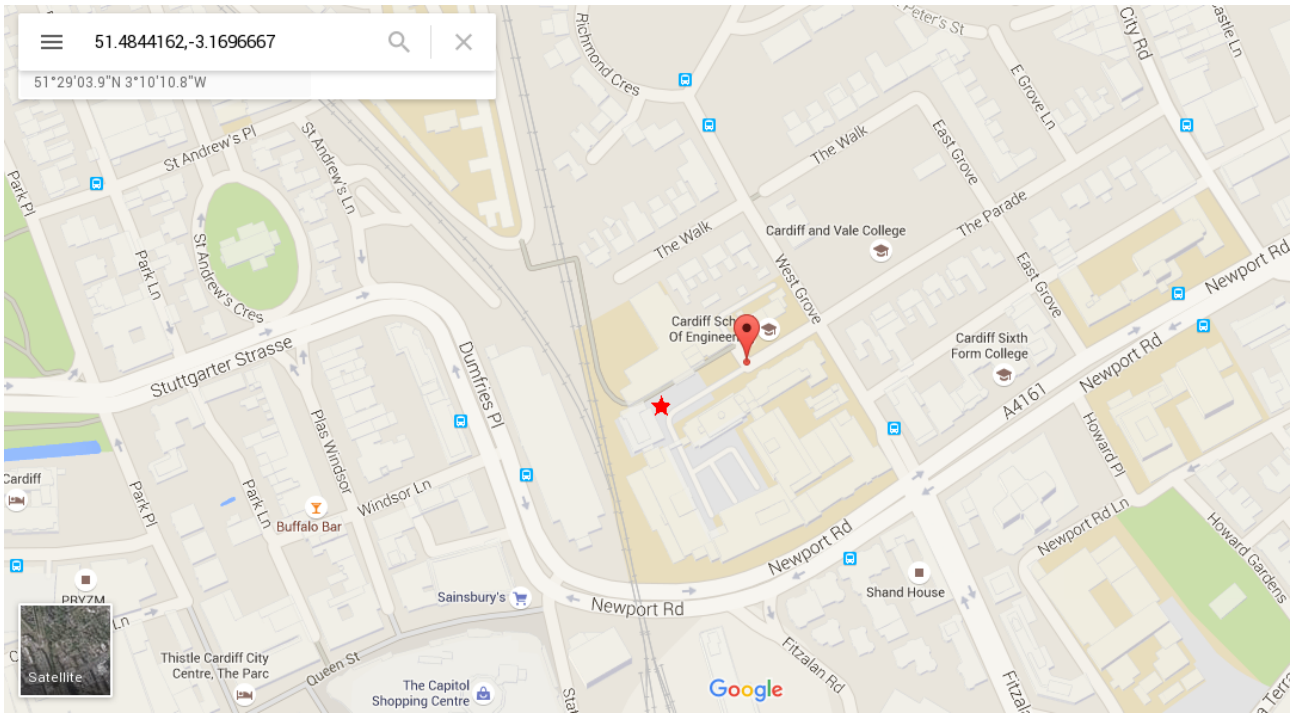 51.4844162,-3.1696667
51°29'03.9"N 3°10'10.8"W
Richmond Cres
Peter's St
City Rd
Castle Ln
E Grove Ln
St Andrew's Pl
St Andrew's Ln
The Walk
East Grove
Park Pl
Park Ln
St Andrew's Cres
The Walk
Cardiff and Vale College
The Parade
West Grove
East Grove
Newport Rd
Cardiff Sch
Of Engineer
Cardiff Sixth
Form College
Newport Rd
Stuttgarter Strasse
Dumfries Pl
A4161
Plas Windsor
Howard Pl
Cardiff
Park Pl
Park Ln
Windsor Ln
Buffalo Bar
Newport Rd Ln
Howard Gardens
Newport Rd
PRYZM
Sainsbury's
Newport Rd
Shand House
Ln
Thistle Cardiff City
Centre, The Parc
Queen St
Fitzalan Rd
Satellite
The Capitol
Shopping Centre
Google